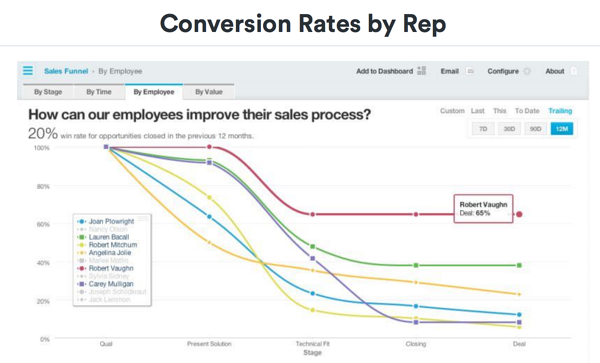 Conversion Rates by Rep
Sales Funnel - By Employee
Add to Dashboard
Email
Configure
About
By Stage
By Time
By Employee
By Value
How can our employees improve their sales process?
20% win rate for opportunities closed in the previous 12 months.
Custom Last This To Date Trailing
7D 30D 90D 12M
100%
80%
60%
40%
20%
0%
Joan Plowright
Nancy Olson
Lauren Bacall
Robert Mitchum
Angelina Jolie
Robert Vaughn
Sylvia Sidney
Carey Mulligan
Joseph Schildkraut
Jack Lemmon
Robert Vaughn
Deal: 65%
Qual
Present Solution
Technical Fit
Closing
Deal
Stage